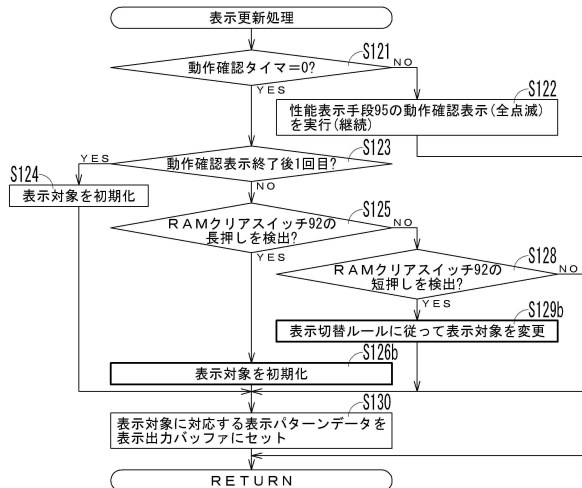 表示更新処理
S121
動作確認タイマ=0?
NO
YES
S122
性能表示手段95の動作確認表示(全点滅)
を実行(継続)
S123
動作確認表示終了後1回目?
YES
NO
S124
表示対象を初期化
S125
RAMクリアスイッチ92の
長押しを検出?
NO
YES
S128
RAMクリアスイッチ92の
短押しを検出?
NO
YES
S129b
表示切替ルールに従って表示対象を変更
S126b
表示対象を初期化
S130
表示対象に対応する表示パターンデータを
表示出力バッファにセット
RETURN